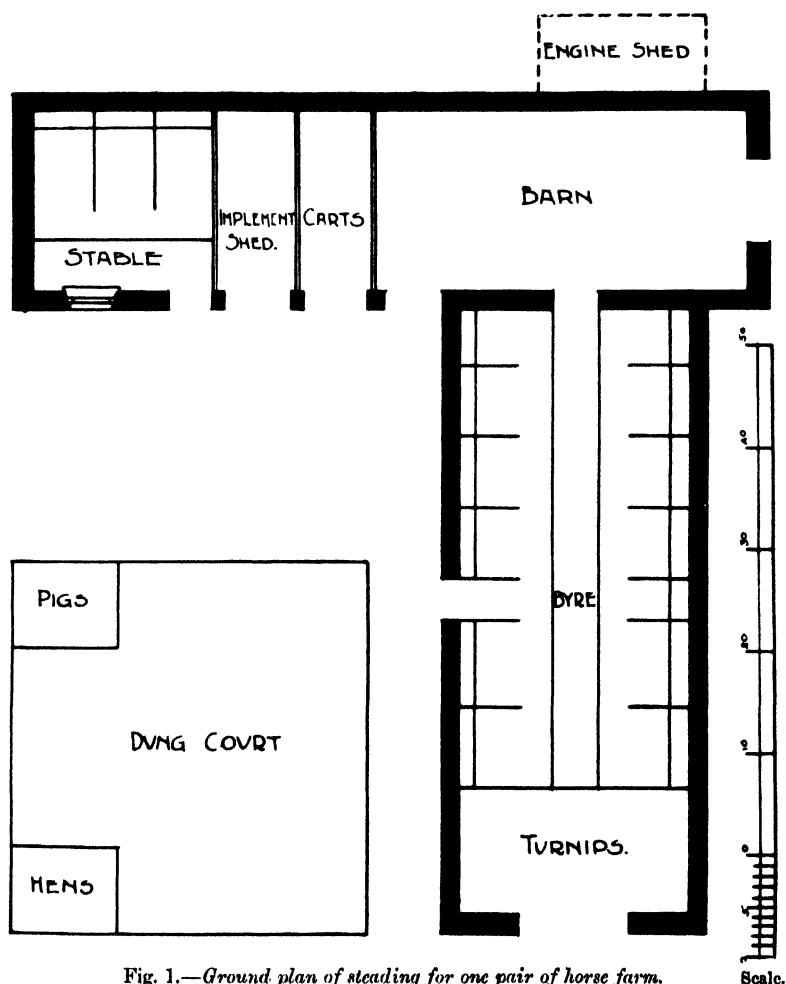 ENGINE SHED
BARN
IMPLEMENT
SHED.
CARTS
STABLE
50
40
30
20
10
0
5
PIGS
BYRE
DUNG COURT
TURNIPS.
HENS
Fig. 1.—Ground plan of steading for one pair of horse farm.
Scale.